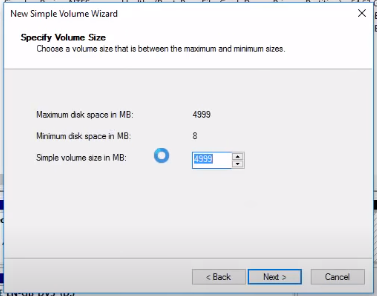 New Simple Volume Wizard
Specify Volume Size
Choose a volume size that is between the maximum and minimum sizes.
Maximum disk space in MB: 4999
Minimum disk space in MB: 8
Simple volume size in MB: 4999
< Back Next > Cancel